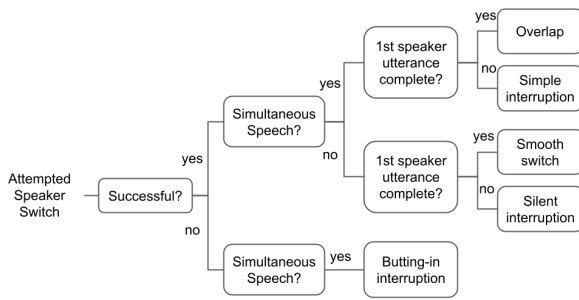 Attempted
Speaker
Switch
Successful?
yes
no
Simultaneous
Speech?
yes
no
1st speaker
utterance
complete?
yes
no
Overlap
Simple
interruption
1st speaker
utterance
complete?
yes
no
Smooth
switch
Silent
interruption
Simultaneous
Speech?
yes
Butting-in
interruption